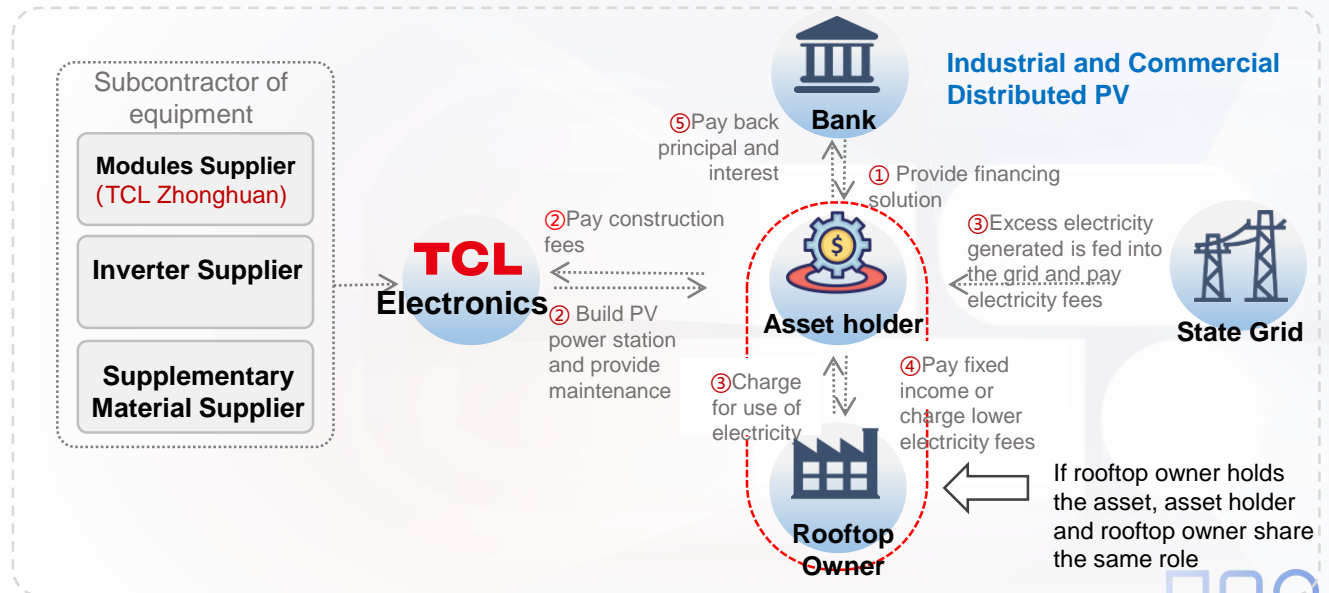 Subcontractor of
equipment
Modules Supplier
(TCL Zhonghuan)
Inverter Supplier
Supplementary
Material Supplier
TCL
Electronics
②Pay construction
fees
② Build PV
power station
and provide
maintenance
Bank
⑤Pay back
principal and
interest
① Provide financing
solution
Industrial and Commercial
Distributed PV
$
Asset holder
③Excess electricity
generated is fed into
the grid and pay
electricity fees
State Grid
③Charge
for use of
electricity
④Pay fixed
income or
charge lower
electricity fees
Rooftop
Owner
If rooftop owner holds
the asset, asset holder
and rooftop owner share
the same role